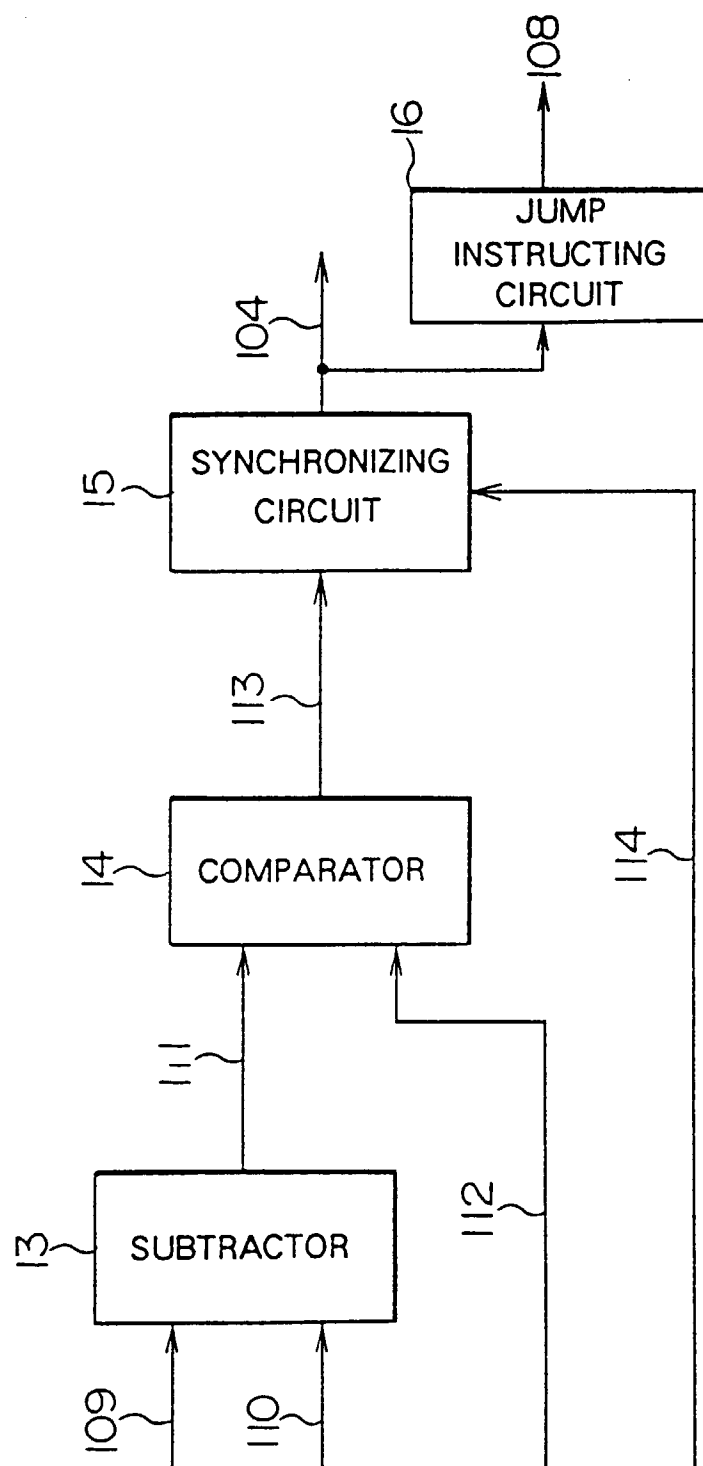 108
16
JUMP
INSTRUCTING
CIRCUIT
104
15
SYNCHRONIZING
CIRCUIT
113
14
COMPARATOR
114
111
13
SUBTRACTOR
112
109
110